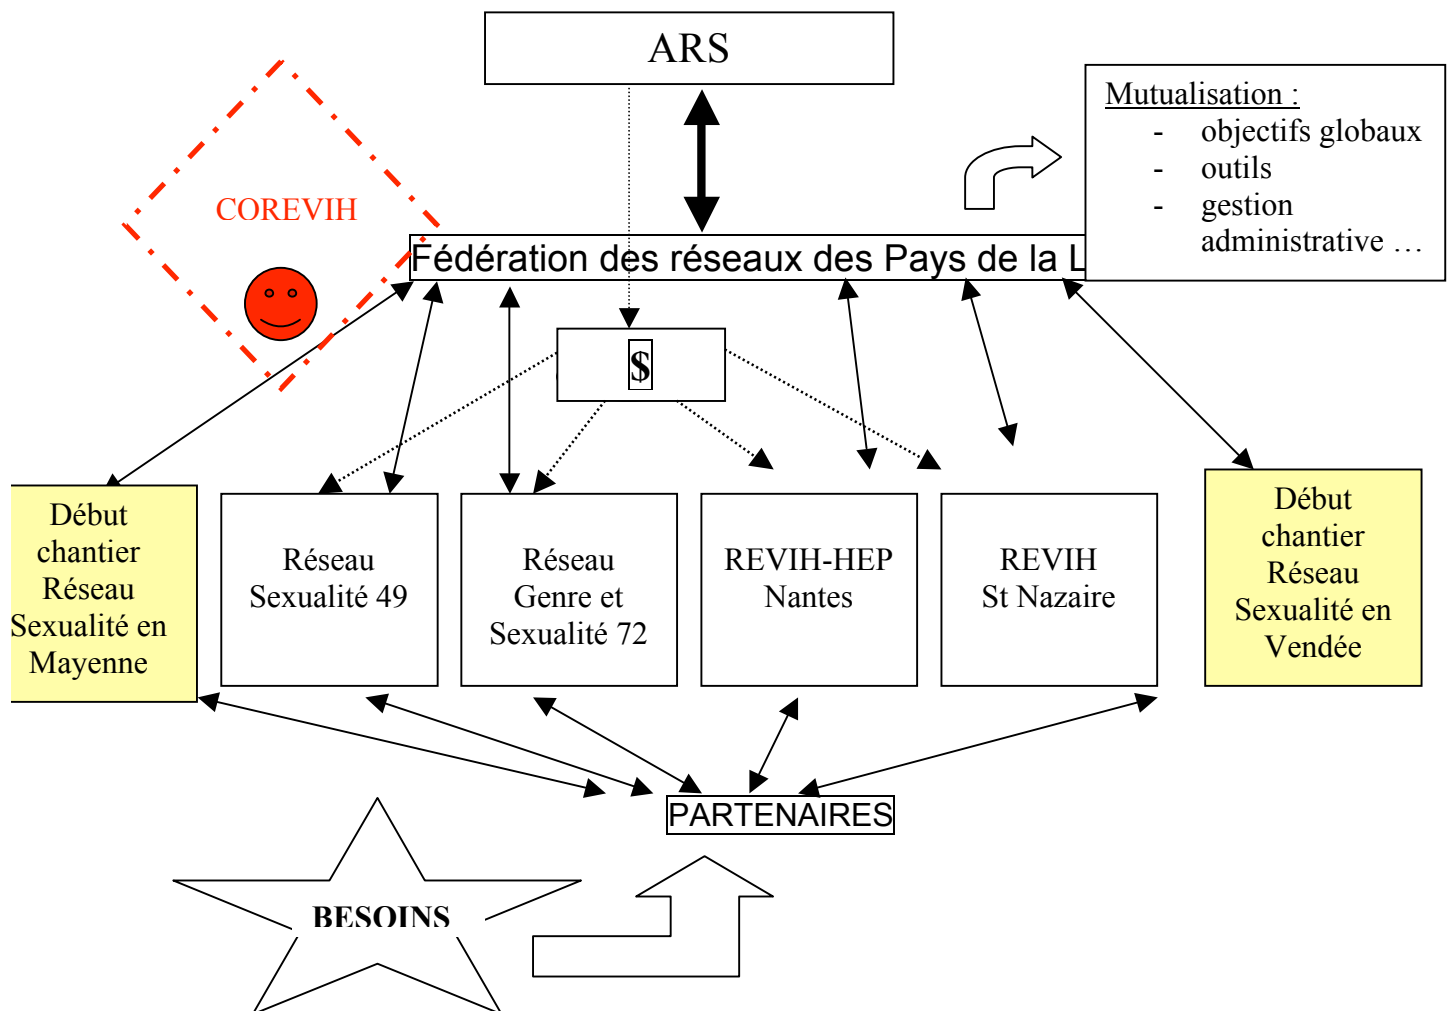 ARS
Mutualisation :
- objectifs globaux
- outils
- gestion
administrative …
COREVIH
Fédération des réseaux des Pays de la L
$
Début
chantier
Réseau
Sexualité en
Mayenne
Réseau
Sexualité 49
Réseau
Genre et
Sexualité 72
REVIH-HEP
Nantes
REVIH
St Nazaire
Début
chantier
Réseau
Sexualité en
Vendée
PARTENAIRES
BESOINS